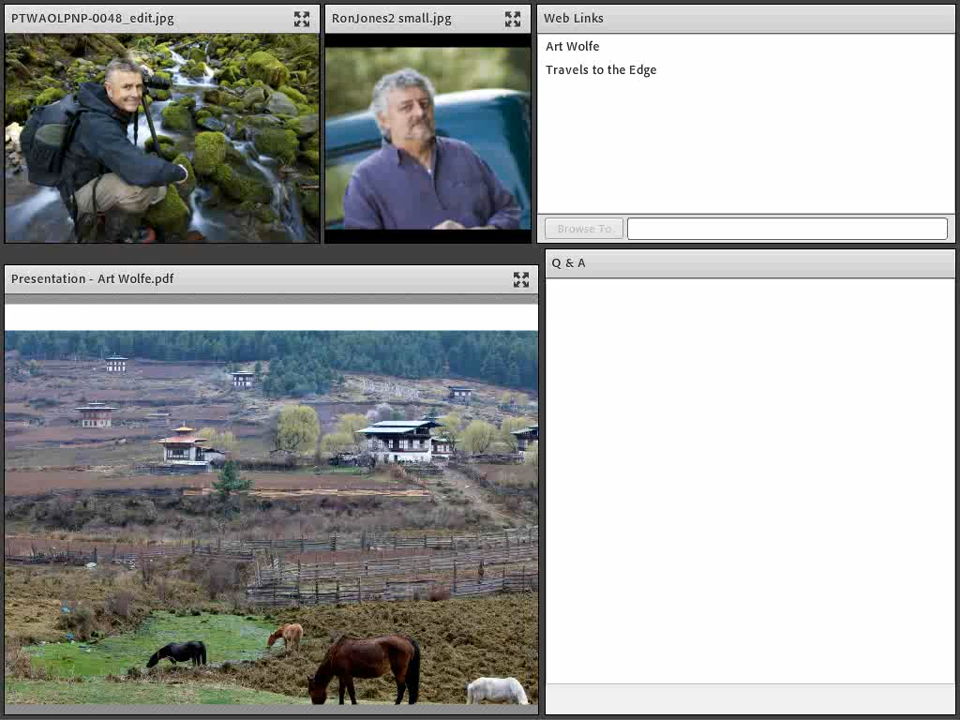 PTWAOLPNP-0048_edit.jpg
RonJones2 small.jpg
Web Links
Art Wolfe
Travels to the Edge
Browse To
Presentation - Art Wolfe.pdf
Q & A